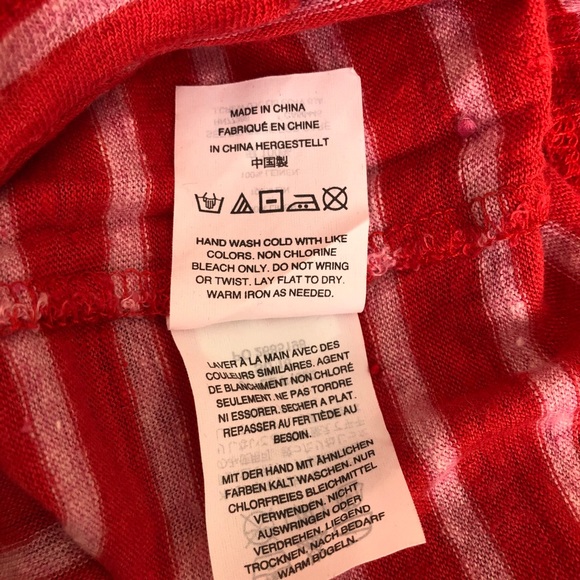 MADE IN CHINA
FABRIQUÉ EN CHINE
IN CHINA HERGESTELLT
中国製
HAND WASH COLD WITH LIKE
COLORS. NON CHLORINE
BLEACH ONLY. DO NOT WRING
OR TWIST. LAY FLAT TO DRY.
WARM IRON AS NEEDED.
LAVER À LA MAIN AVEC DES
COULEURS SIMILAIRES. AGENT
DE BLANCHIMENT NON CHLORÉ
SEULEMENT. NE PAS TORDRE
NI ESSORER. SÉCHER À PLAT.
REPASSER AU FER TIÈDE AU
BESOIN.
MIT DER HAND MIT ÄHNLICHEN
FARBEN KALT WASCHEN. NUR
CHLORFREIES BLEICHMITTEL
VERWENDEN. NICHT
AUSWRINGEN ODER
VERDREHEN. LIEGEND
TROCKNEN, NACH BEDARF
WARM BÜGELN.